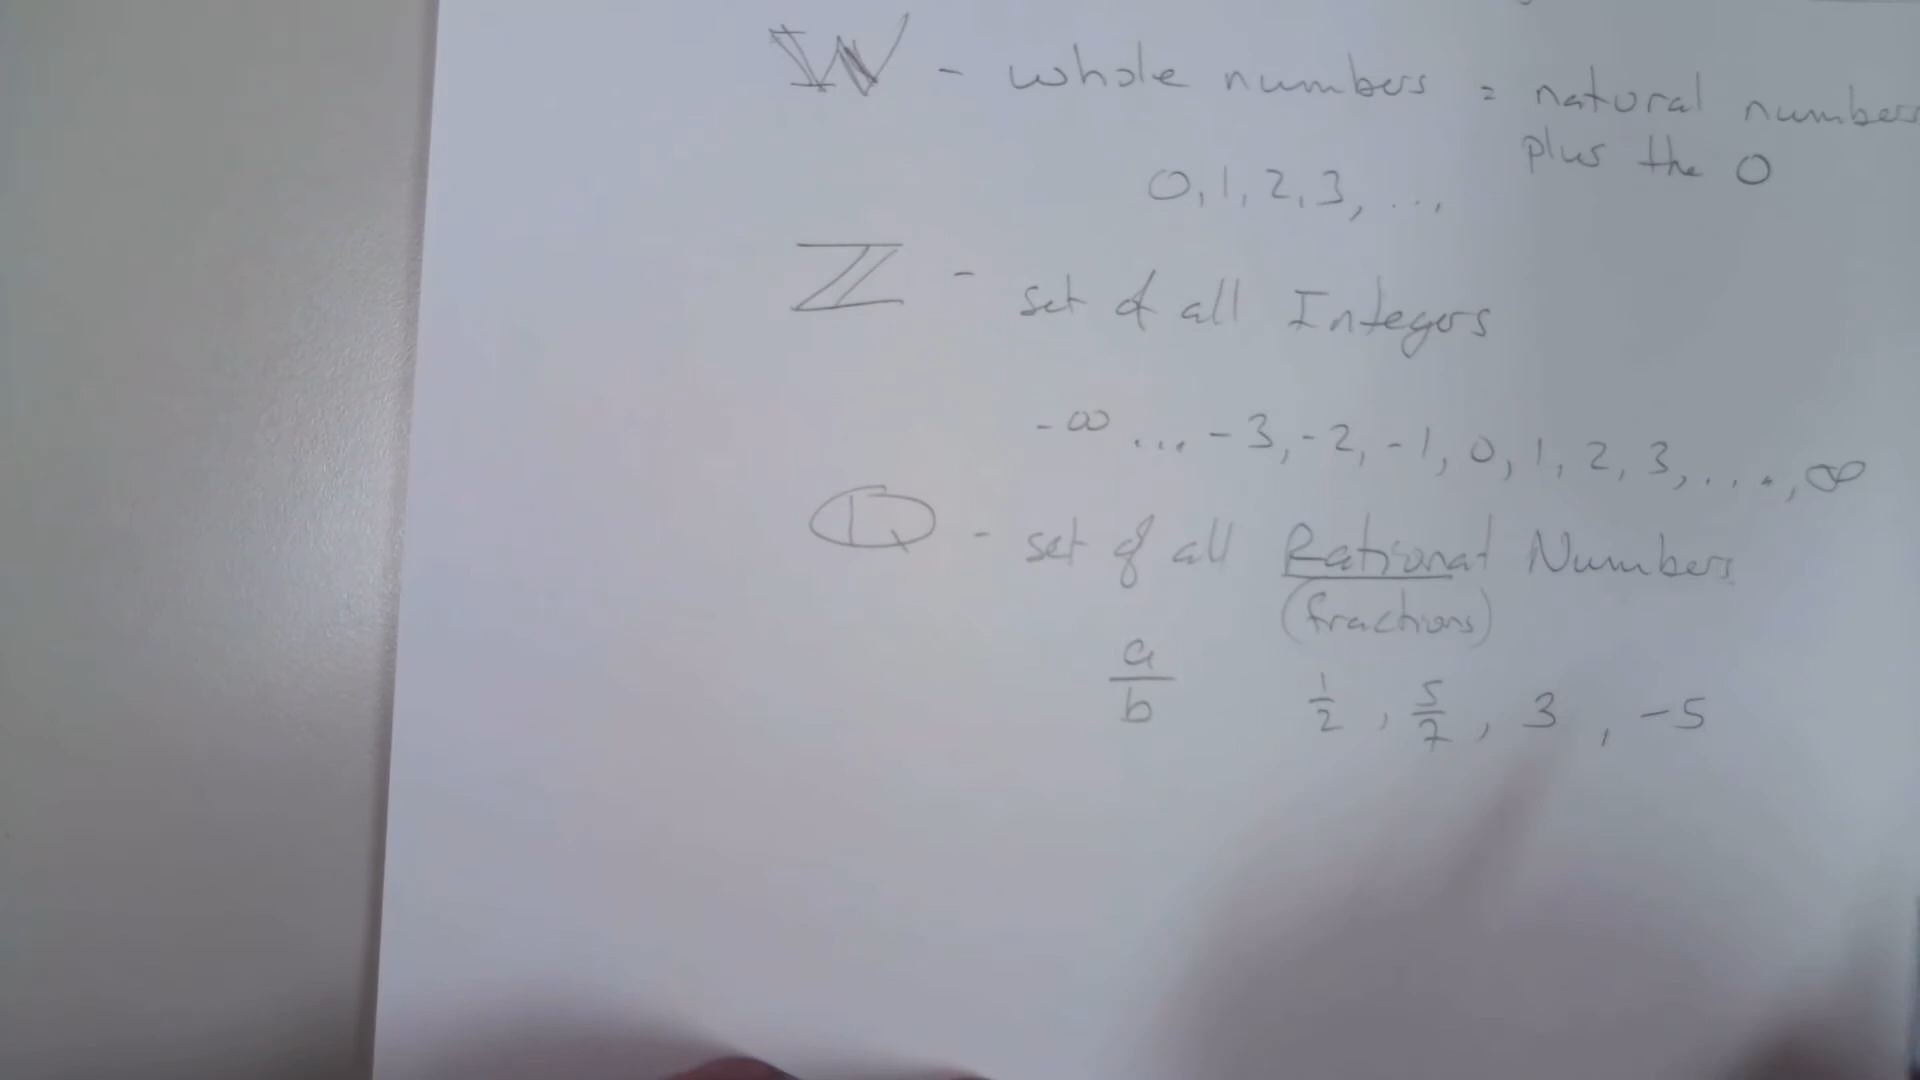 W - whole numbers = natural numbers
plus the 0
0, 1, 2, 3, ...,
ℤ - set of all Integers
-∞ ... -3, -2, -1, 0, 1, 2, 3, ..., ∞
ℚ - set of all Rational Numbers
(fractions)
a/b 1/2, 5/7, 3, -5